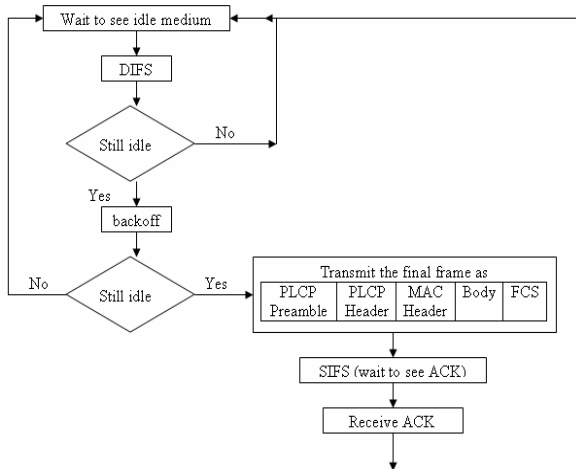 Wait to see idle medium
DIFS
Still idle
No
Yes
backoff
Still idle
No
Yes
Transmit the final frame as
PLCP Preamble
PLCP Header
MAC Header
Body
FCS
SIFS (wait to see ACK)
Receive ACK